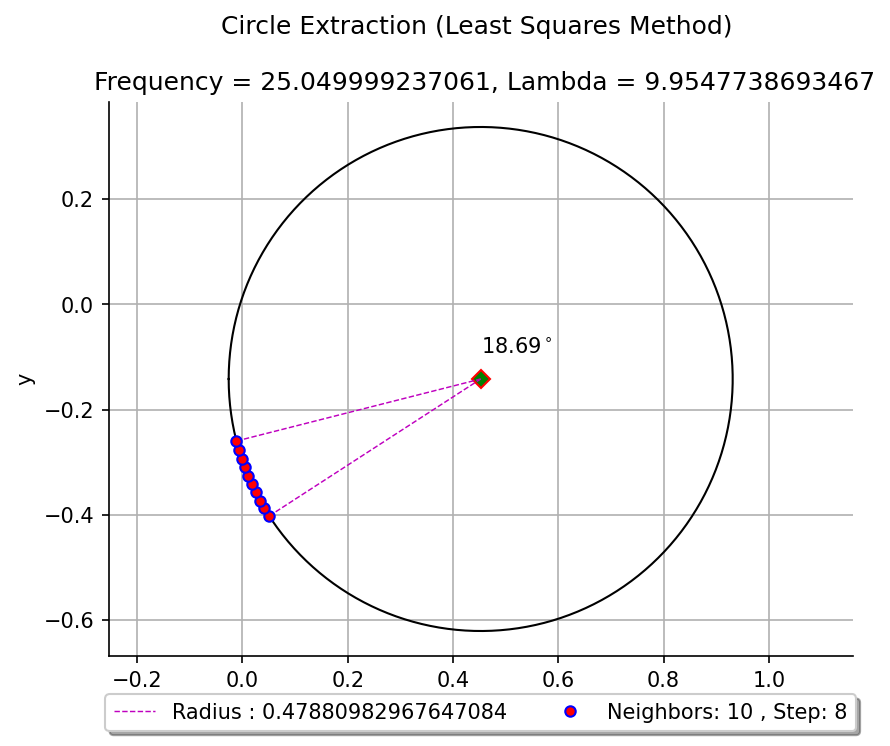 Circle Extraction (Least Squares Method)
Frequency = 25.049999237061, Lambda = 9.9547738693467
0.2
0.0
−0.2
−0.4
−0.6
y
18.69°
−0.2 0.0 0.2 0.4 0.6 0.8 1.0
Radius : 0.47880982967647084 Neighbors: 10 , Step: 8